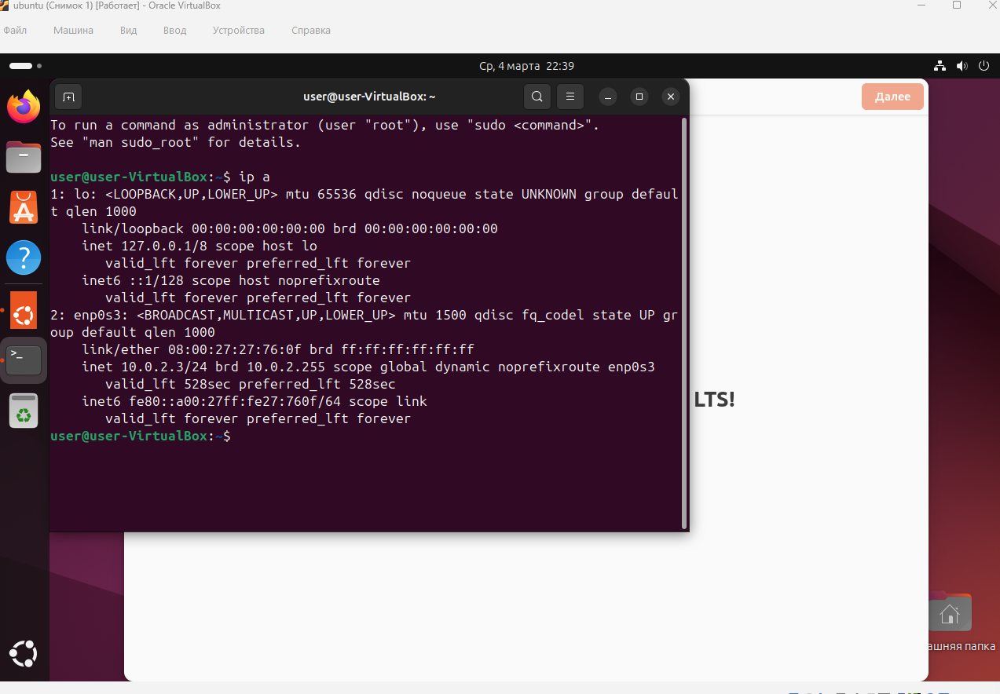 ubuntu (Снимок 1) [Работает] - Oracle VirtualBox
Файл Машина Вид Ввод Устройства Справка
Ср, 4 марта 22:39
user@user-VirtualBox: ~
Далее
To run a command as administrator (user "root"), use "sudo <command>".
See "man sudo_root" for details.
user@user-VirtualBox:~$ ip a
1: lo: <LOOPBACK,UP,LOWER_UP> mtu 65536 qdisc noqueue state UNKNOWN group defaul
t qlen 1000
link/loopback 00:00:00:00:00:00 brd 00:00:00:00:00:00
inet 127.0.0.1/8 scope host lo
valid_lft forever preferred_lft forever
inet6 ::1/128 scope host noprefixroute
valid_lft forever preferred_lft forever
2: enp0s3: <BROADCAST,MULTICAST,UP,LOWER_UP> mtu 1500 qdisc fq_codel state UP gr
oup default qlen 1000
link/ether 08:00:27:27:76:0f brd ff:ff:ff:ff:ff:ff
inet 10.0.2.3/24 brd 10.0.2.255 scope global dynamic noprefixroute enp0s3
valid_lft 528sec preferred_lft 528sec
inet6 fe80::a00:27ff:fe27:760f/64 scope link
valid_lft forever preferred_lft forever
user@user-VirtualBox:~$
LTS!
ашняя папка